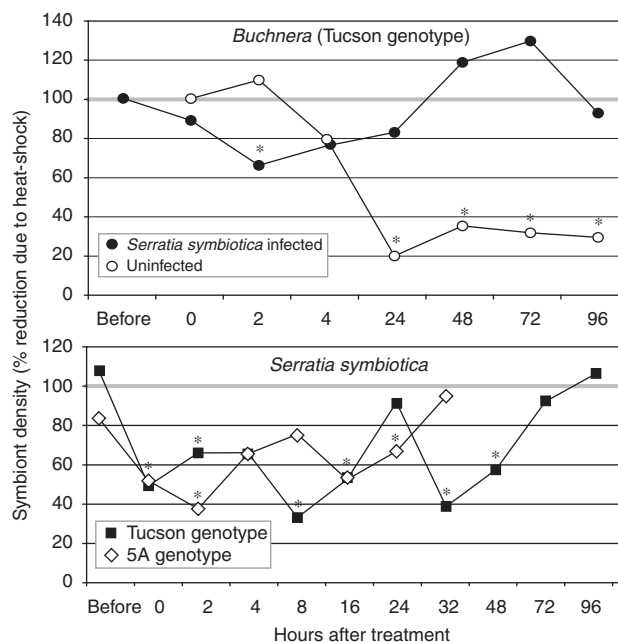 Symbiont density (% reduction due to heat-shock)
140
120
100
80
60
40
20
0
Buchnera (Tucson genotype)
*
*
*
*
*
Serratia symbiotica infected
Uninfected
Before 0 2 4 24 48 72 96
120
100
80
60
40
20
0
Serratia symbiotica
*
*
*
*
*
*
*
*
Tucson genotype
5A genotype
Before 0 2 4 8 16 24 32 48 72 96
Hours after treatment